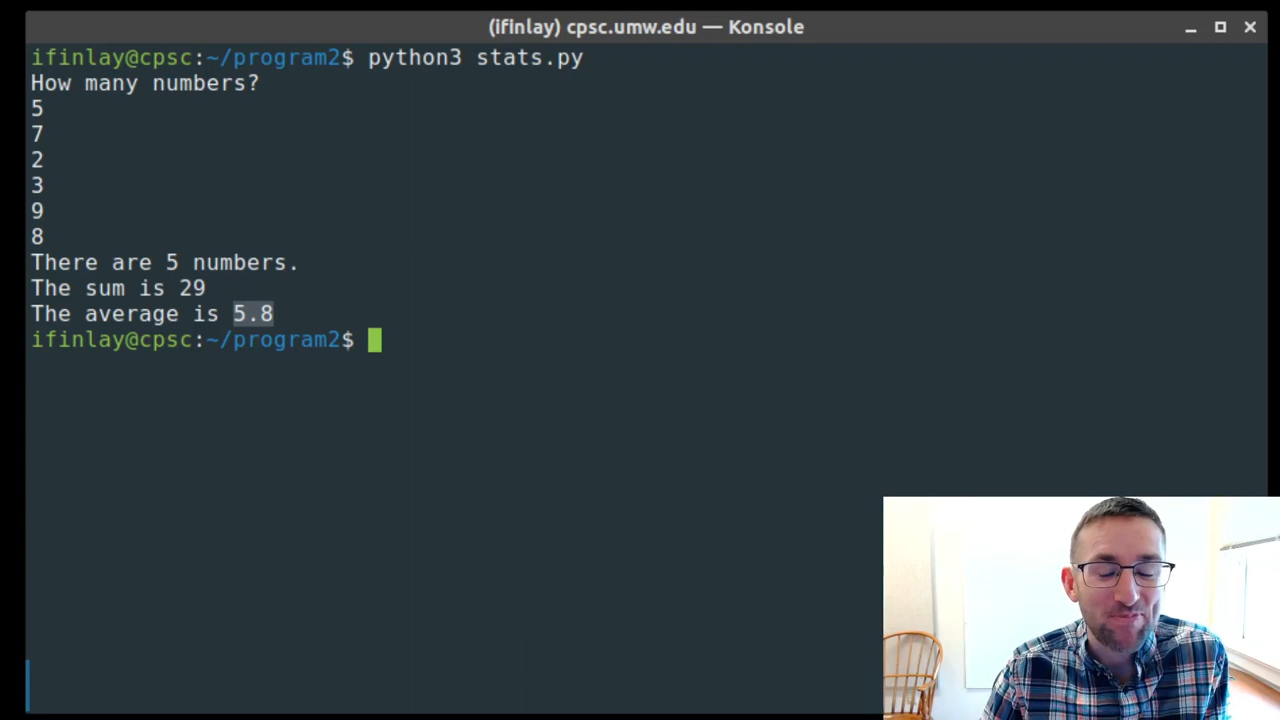 (ifinlay) cpsc.umw.edu — Konsole
ifinlay@cpsc:~/program2$ python3 stats.py
How many numbers?
5
7
2
3
9
8
There are 5 numbers.
The sum is 29
The average is 5.8
ifinlay@cpsc:~/program2$